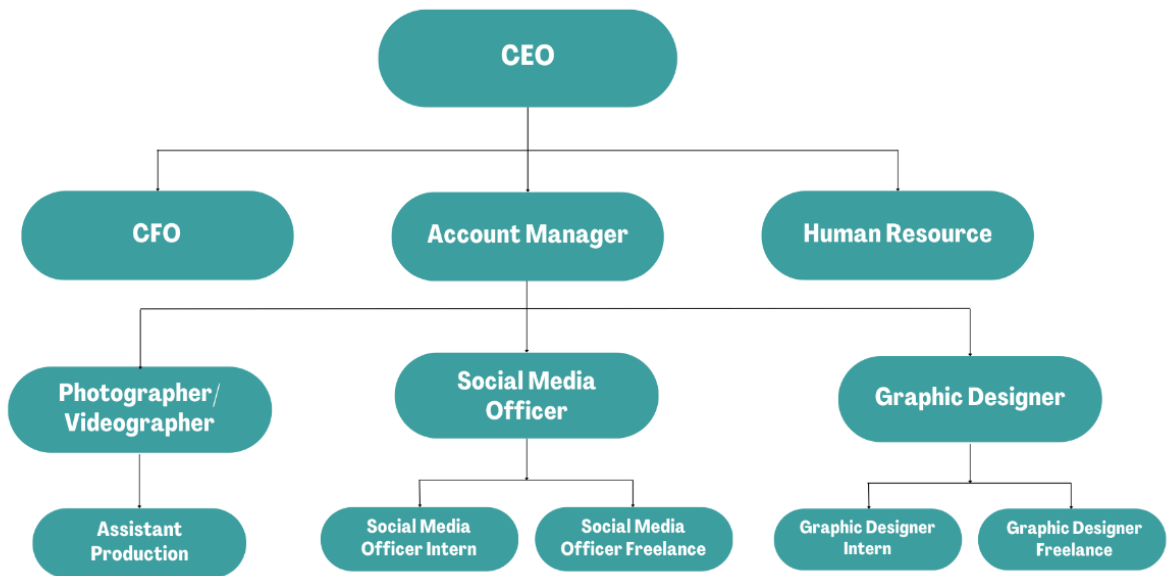 CEO
CFO
Account Manager
Human Resource
Photographer/
Videographer
Social Media
Officer
Graphic Designer
Assistant
Production
Social Media
Officer Intern
Social Media
Officer Freelance
Graphic Designer
Intern
Graphic Designer
Freelance